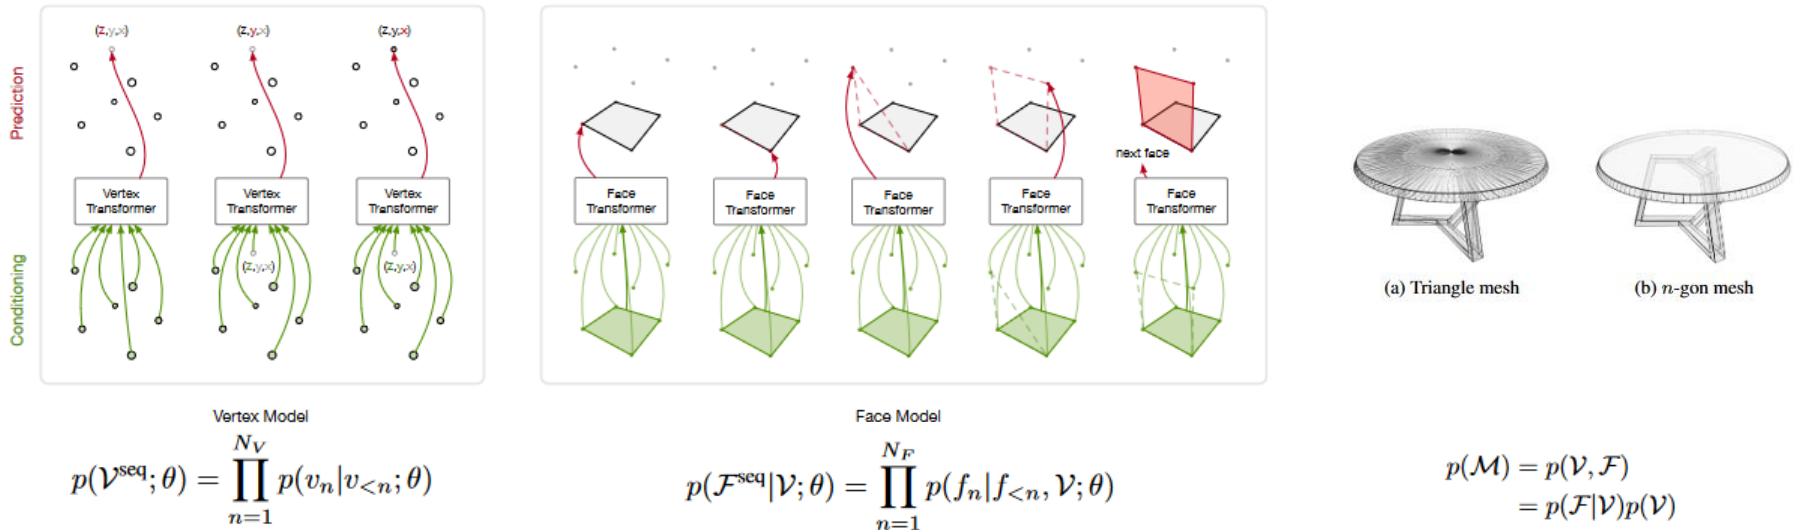 Prediction
Conditioning
(z,y,x)
(z,y,x)
(z,y,x)
Vertex
Transformer
Vertex
Transformer
Vertex
Transformer
(z,y,x)
(z,y,x)
next face
Face
Transformer
Face
Transformer
Face
Transformer
Face
Transformer
Face
Transformer
(a) Triangle mesh
(b) n-gon mesh
Vertex Model
p(𝒱^seq; θ) = ∏_{n=1}^{N_V} p(v_n|v_{<n}; θ)
Face Model
p(ℱ^seq|𝒱; θ) = ∏_{n=1}^{N_F} p(f_n|f_{<n}, 𝒱; θ)
p(ℳ) = p(𝒱, ℱ)
= p(ℱ|𝒱)p(𝒱)